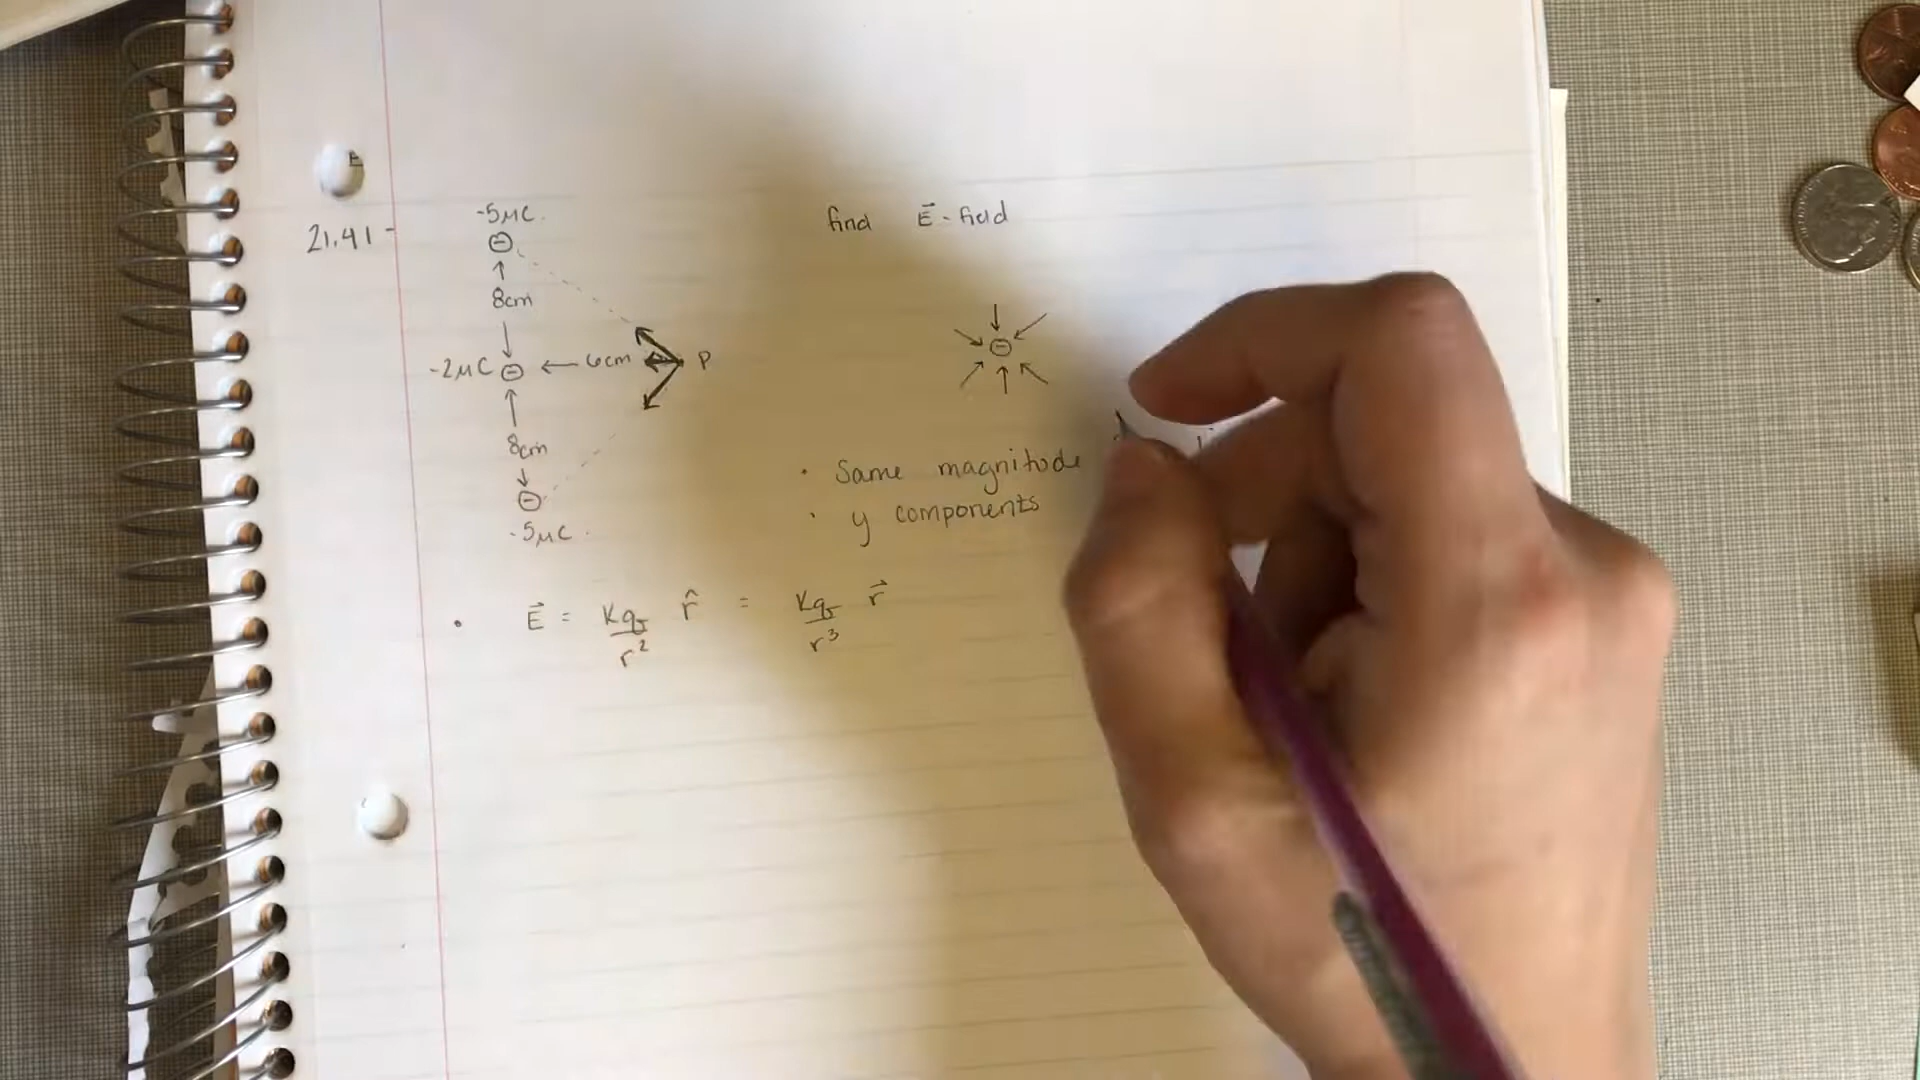 21.41 -
-5μC.
⊖
8cm
-2μC ⊖ ← 6cm P
8cm
⊖
-5μC.
find E⃗ - field
⊖
· Same magnitude
· y components
· E⃗ = kq/r² r̂ = kq/r³ r⃗